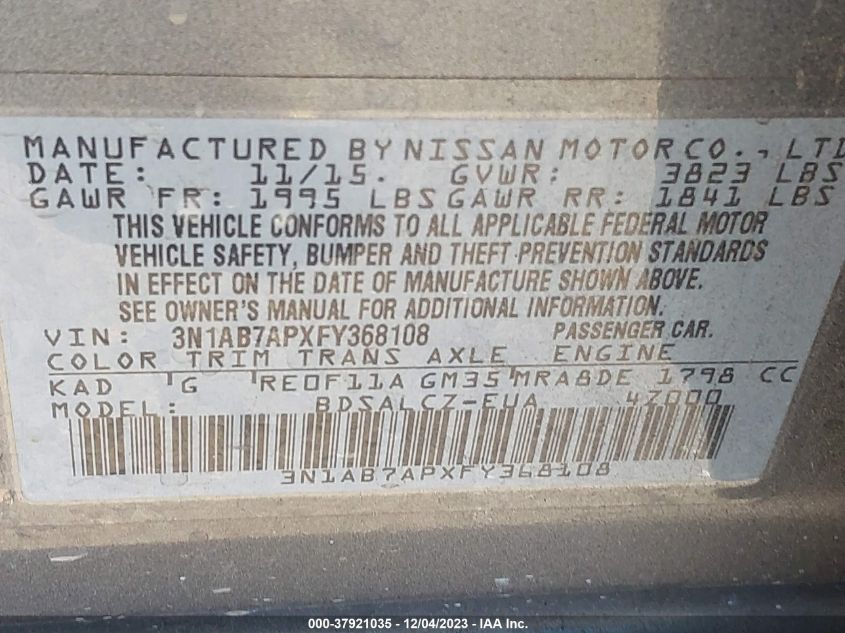 MANUFACTURED BY NISSAN MOTOR CO., LTD
DATE: 11/15. GVWR: 3823 LBS
GAWR FR: 1995 LBS GAWR RR: 1841 LBS
THIS VEHICLE CONFORMS TO ALL APPLICABLE FEDERAL MOTOR
VEHICLE SAFETY, BUMPER AND THEFT PREVENTION STANDARDS
IN EFFECT ON THE DATE OF MANUFACTURE SHOWN ABOVE.
SEE OWNER'S MANUAL FOR ADDITIONAL INFORMATION.
VIN: 3N1AB7APXFY368108 PASSENGER CAR.
COLOR TRIM TRANS AXLE ENGINE
KAD G RE0F11A GM35 MRA8DE 1798 CC
MODEL: BDSALCZ-EUA 4Z000
3N1AB7APXFY368108
000-37921035 - 12/04/2023 - IAA Inc.